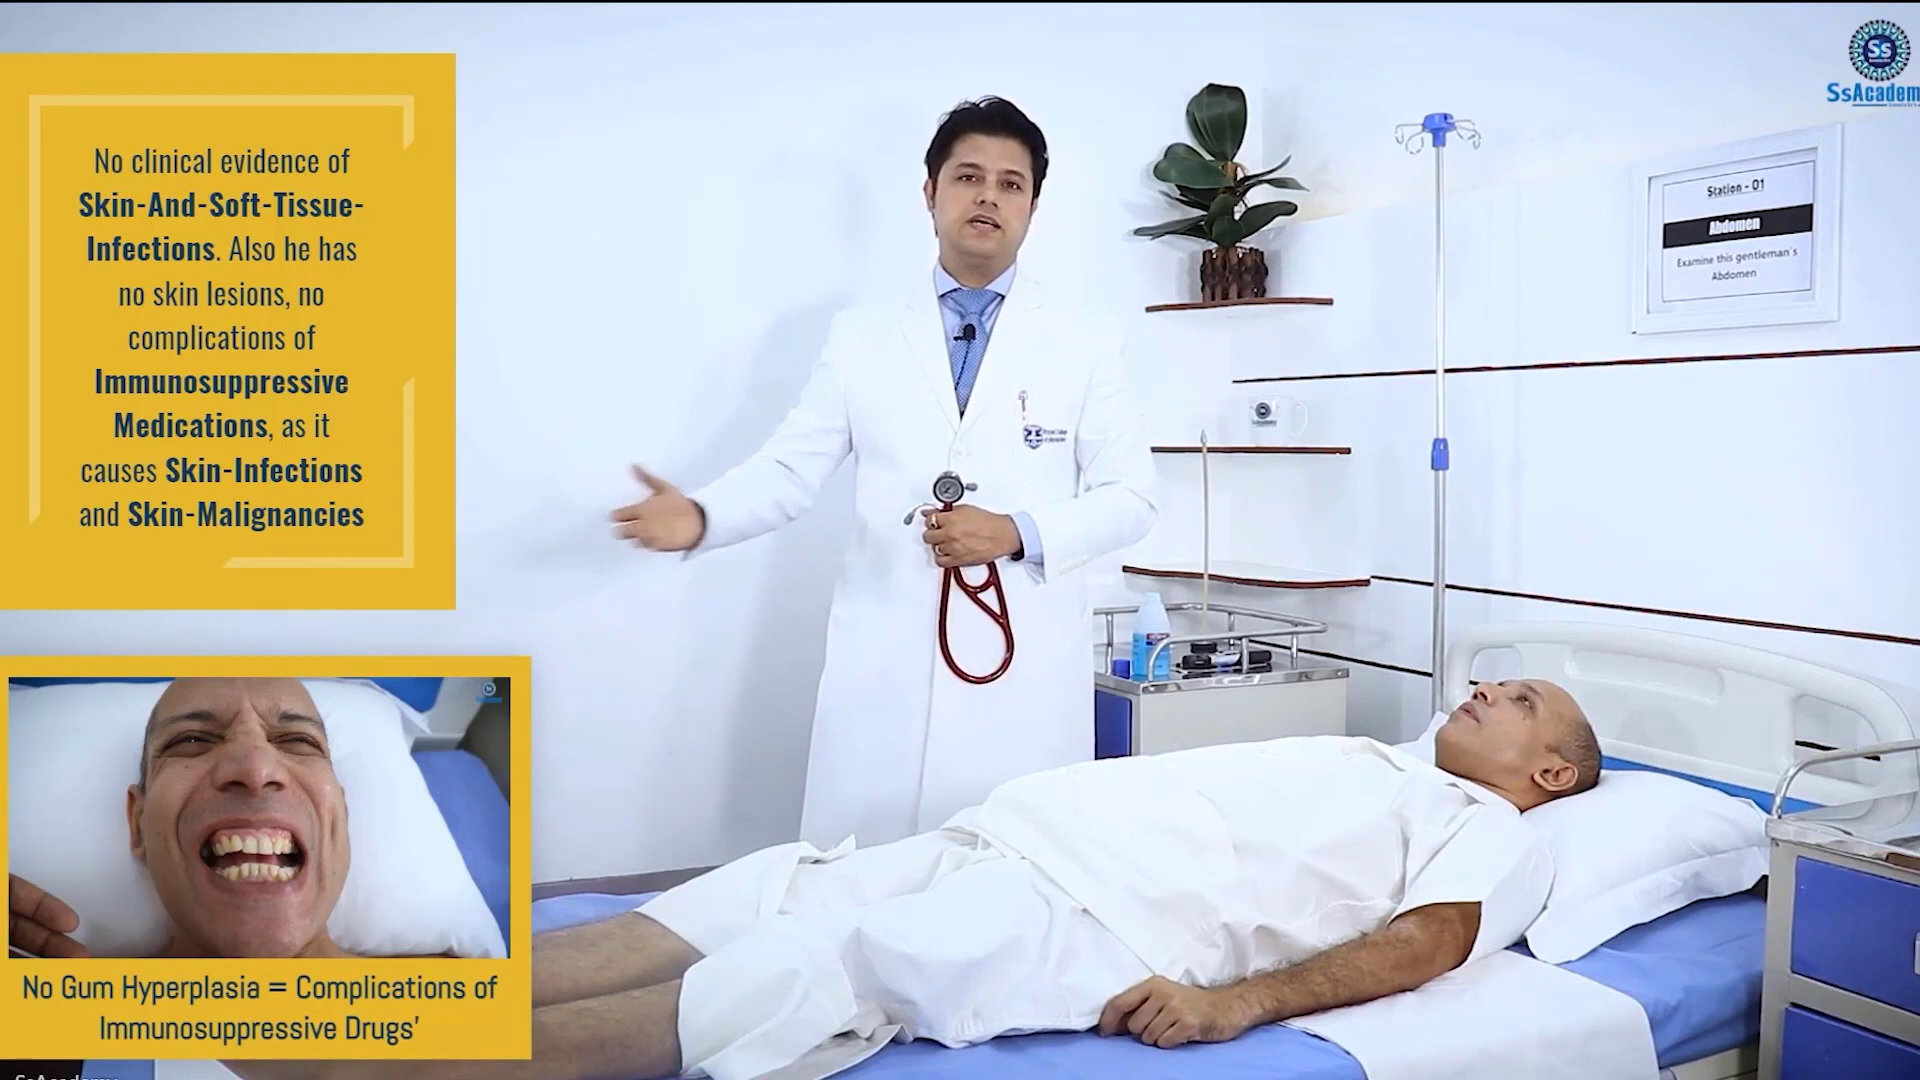 No clinical evidence of
Skin-And-Soft-Tissue-
Infections. Also he has
no skin lesions, no
complications of
Immunosuppressive
Medications, as it
causes Skin-Infections
and Skin-Malignancies
Ss
SsAcadem
Station - 01
Abdomen
Examine this gentleman's
Abdomen
No Gum Hyperplasia = Complications of
Immunosuppressive Drugs'
SsAcademy